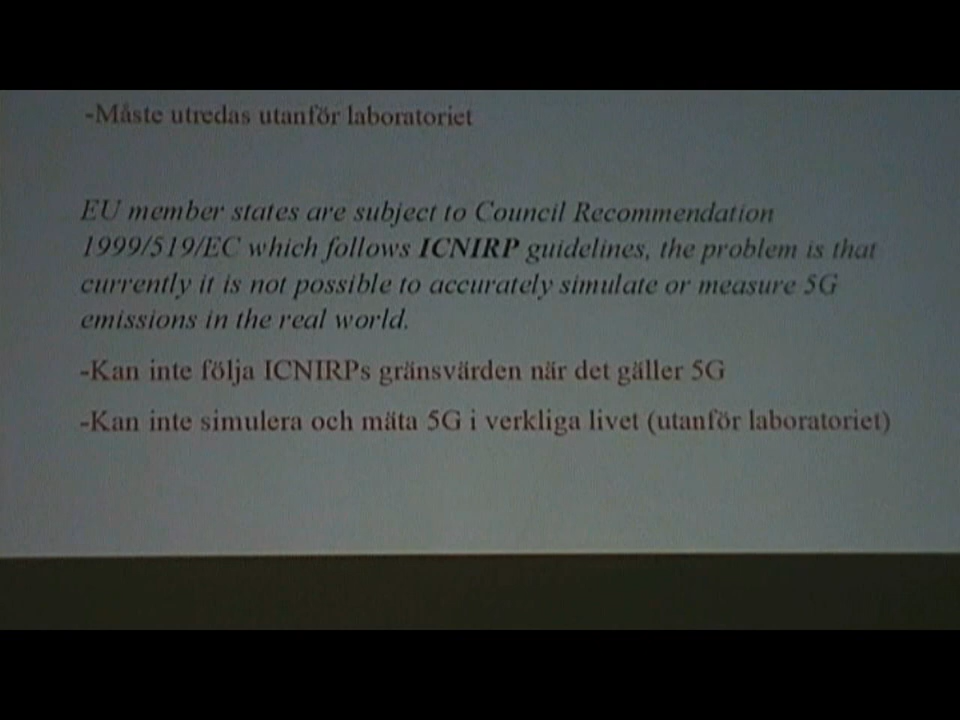 -Måste utredas utanför laboratoriet
EU member states are subject to Council Recommendation
1999/519/EC which follows ICNIRP guidelines, the problem is that
currently it is not possible to accurately simulate or measure 5G
emissions in the real world.
-Kan inte följa ICNIRPs gränsvärden när det gäller 5G
-Kan inte simulera och mäta 5G i verkliga livet (utanför laboratoriet)